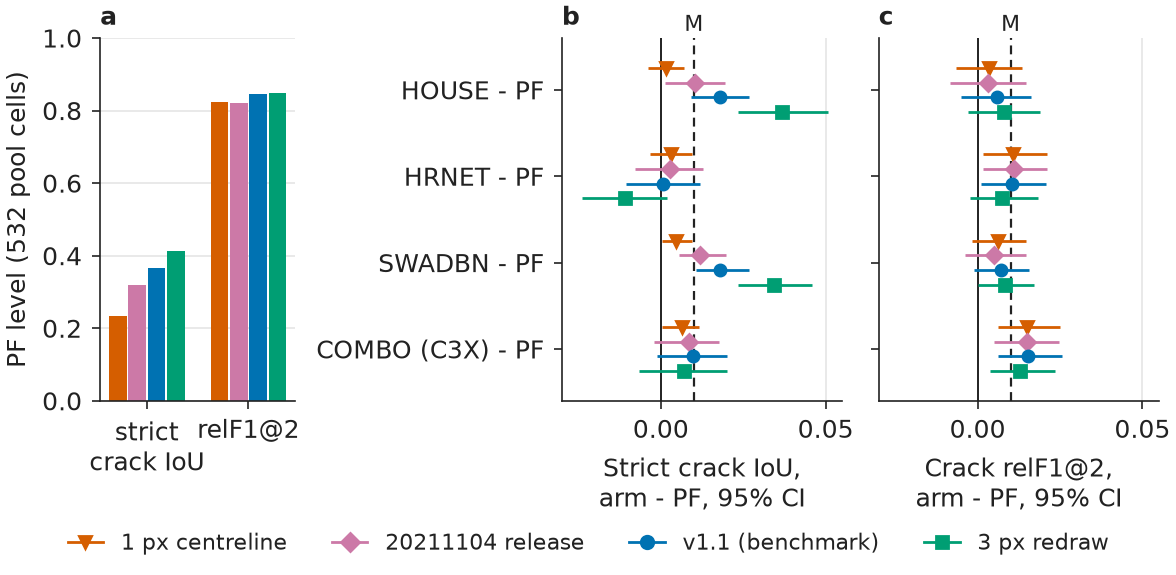 a
PF level (532 pool cells)
1.0
0.8
0.6
0.4
0.2
0.0
strict
crack IoU
relF1@2
b
M
HOUSE - PF
HRNET - PF
SWADBN - PF
COMBO (C3X) - PF
0.00
0.05
Strict crack IoU,
arm - PF, 95% CI
c
M
0.00
0.05
Crack relF1@2,
arm - PF, 95% CI
1 px centreline
20211104 release
v1.1 (benchmark)
3 px redraw